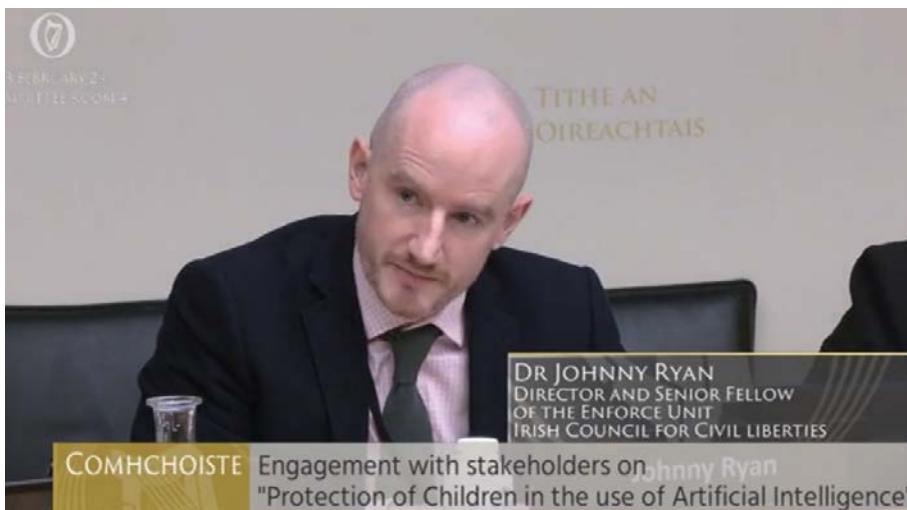 TITHE AN
OIREACHTAIS
DR JOHNNY RYAN
DIRECTOR AND SENIOR FELLOW
OF THE ENFORCE UNIT
IRISH COUNCIL FOR CIVIL LIBERTIES
Johnny Ryan
COMHCHOISTE
Engagement with stakeholders on
"Protection of Children in the use of Artificial Intelligence"